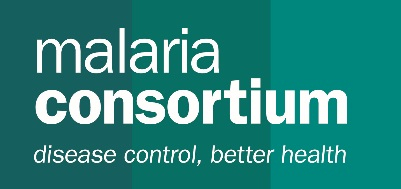 malaria
consortium
disease control, better health